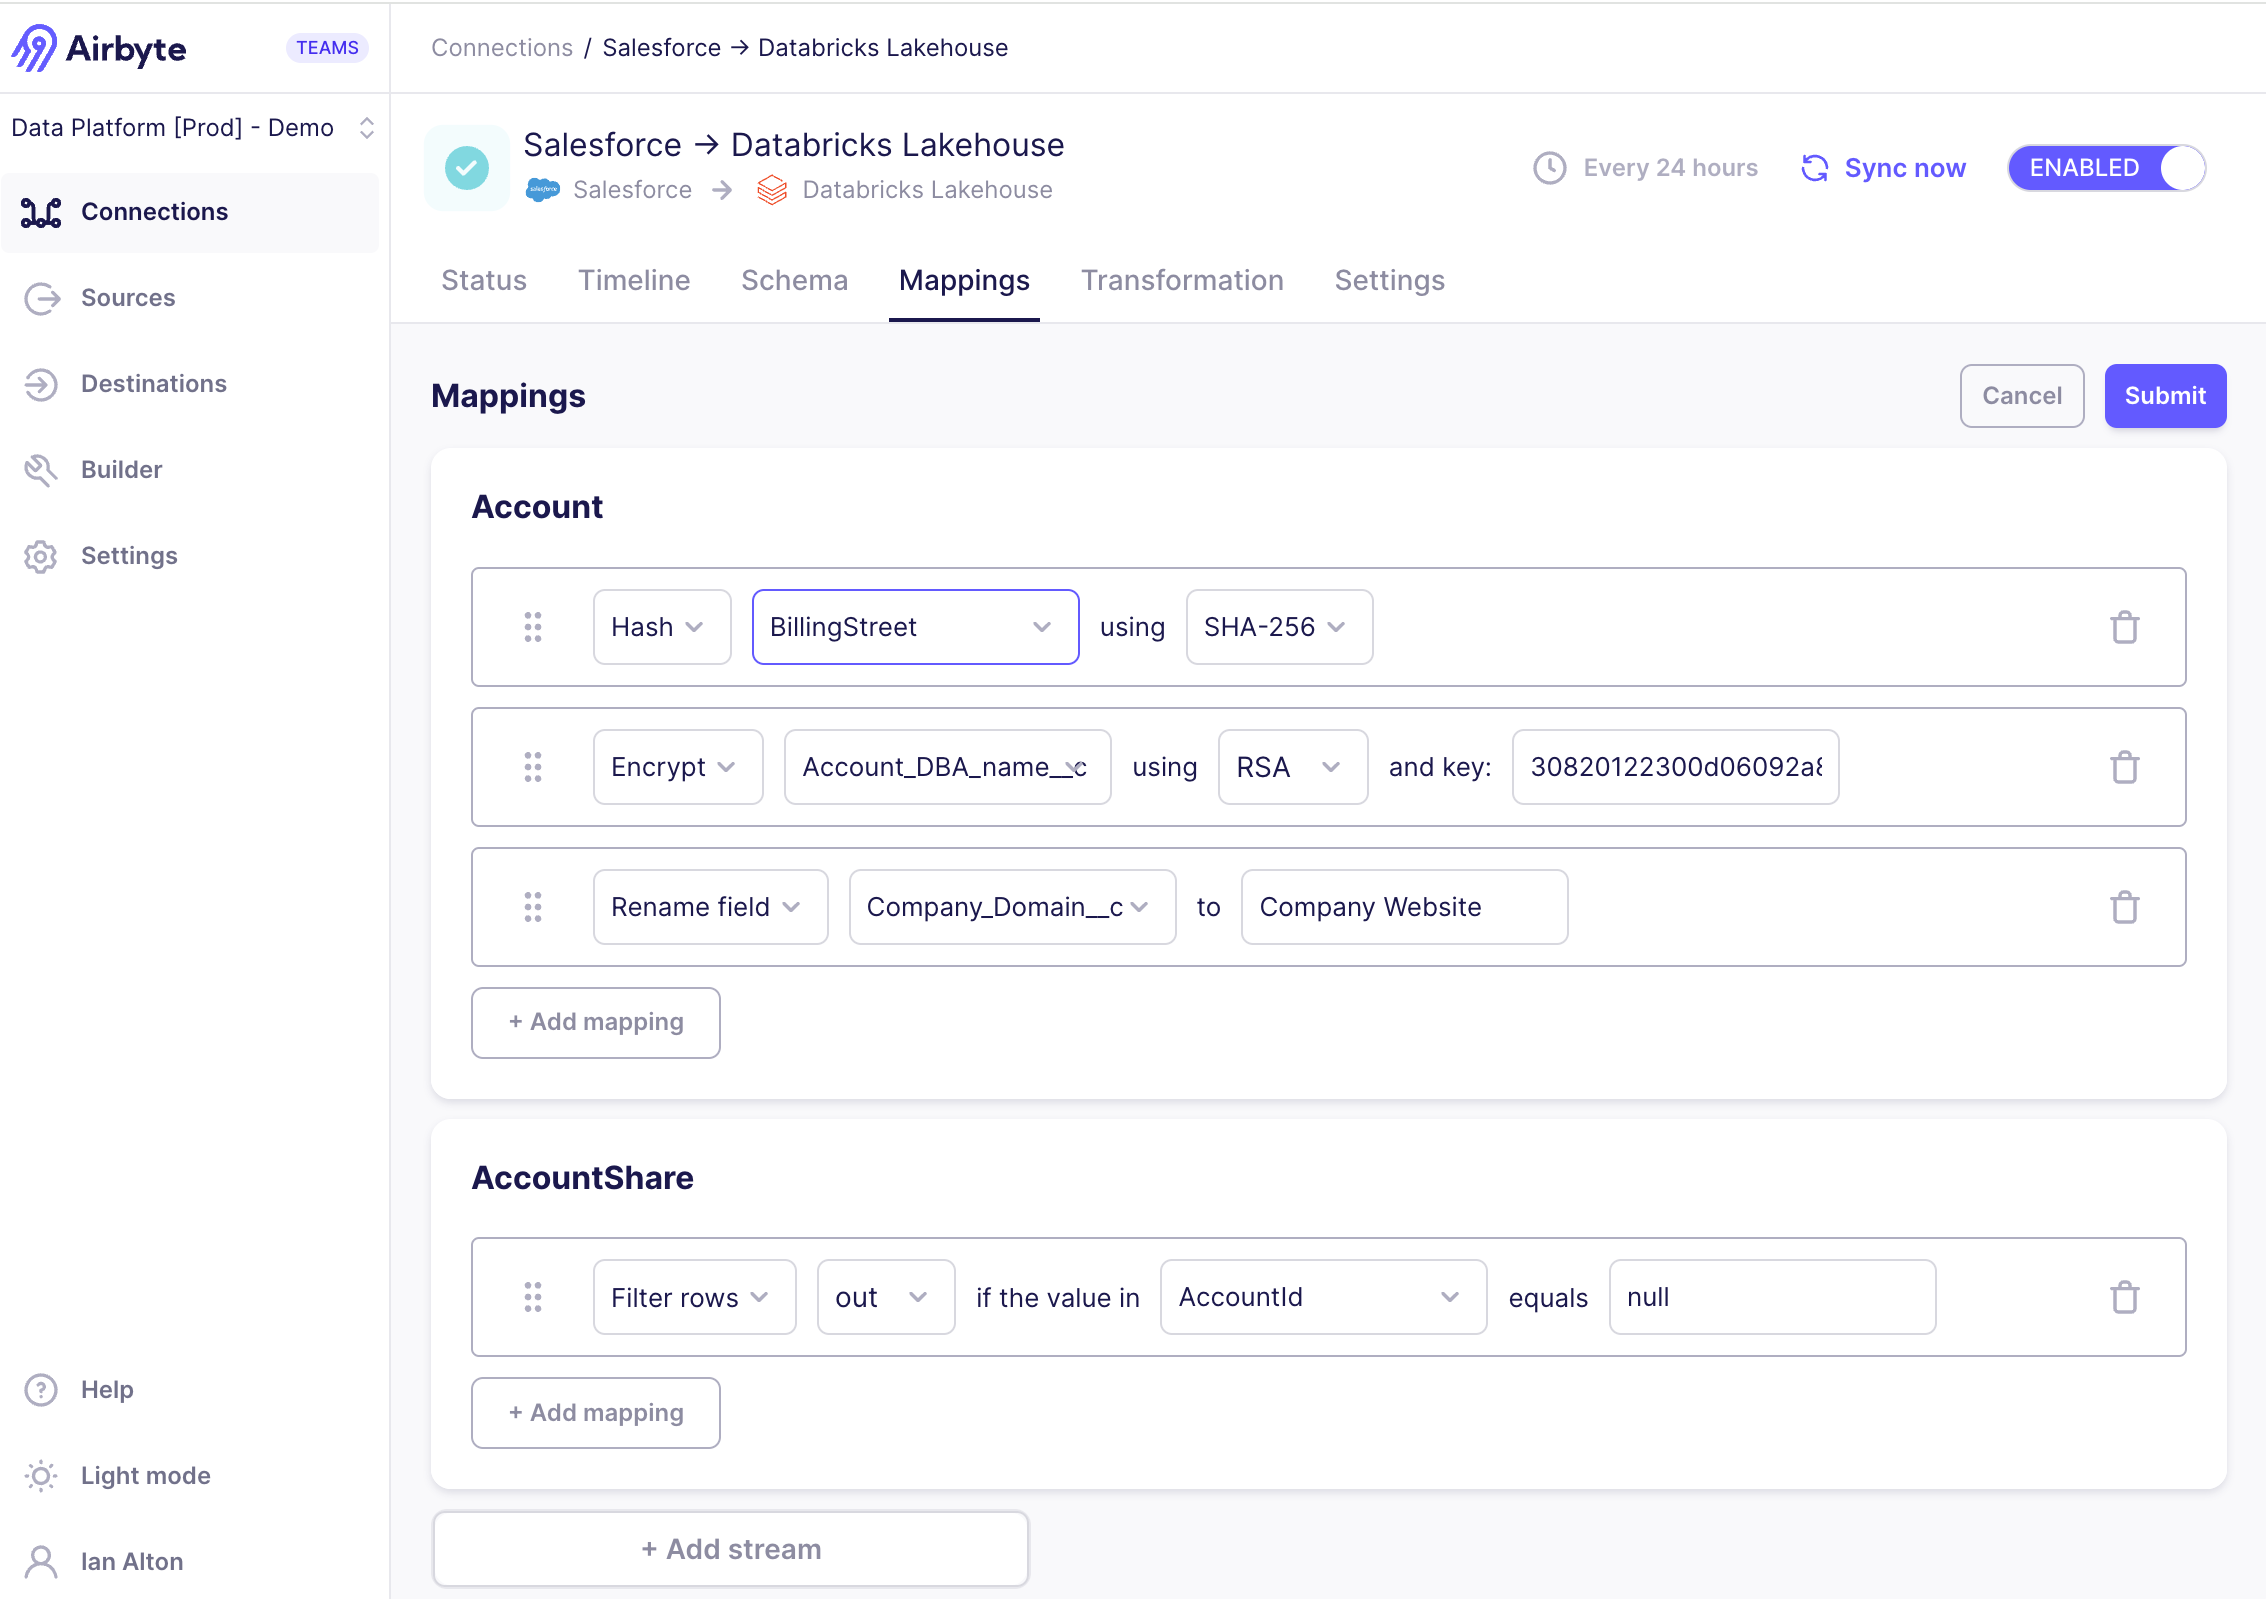 Airbyte TEAMS
Connections / Salesforce → Databricks Lakehouse
Data Platform [Prod] - Demo
Connections
Sources
Destinations
Builder
Settings
Help
Light mode
Ian Alton
Salesforce → Databricks Lakehouse
salesforce Salesforce → Databricks Lakehouse
Every 24 hours Sync now ENABLED
Status Timeline Schema Mappings Transformation Settings
Mappings Cancel Submit
Account
Hash BillingStreet using SHA-256
Encrypt Account_DBA_name__c using RSA and key: 30820122300d06092a8
Rename field Company_Domain__c to Company Website
+ Add mapping
AccountShare
Filter rows out if the value in AccountId equals null
+ Add mapping
+ Add stream